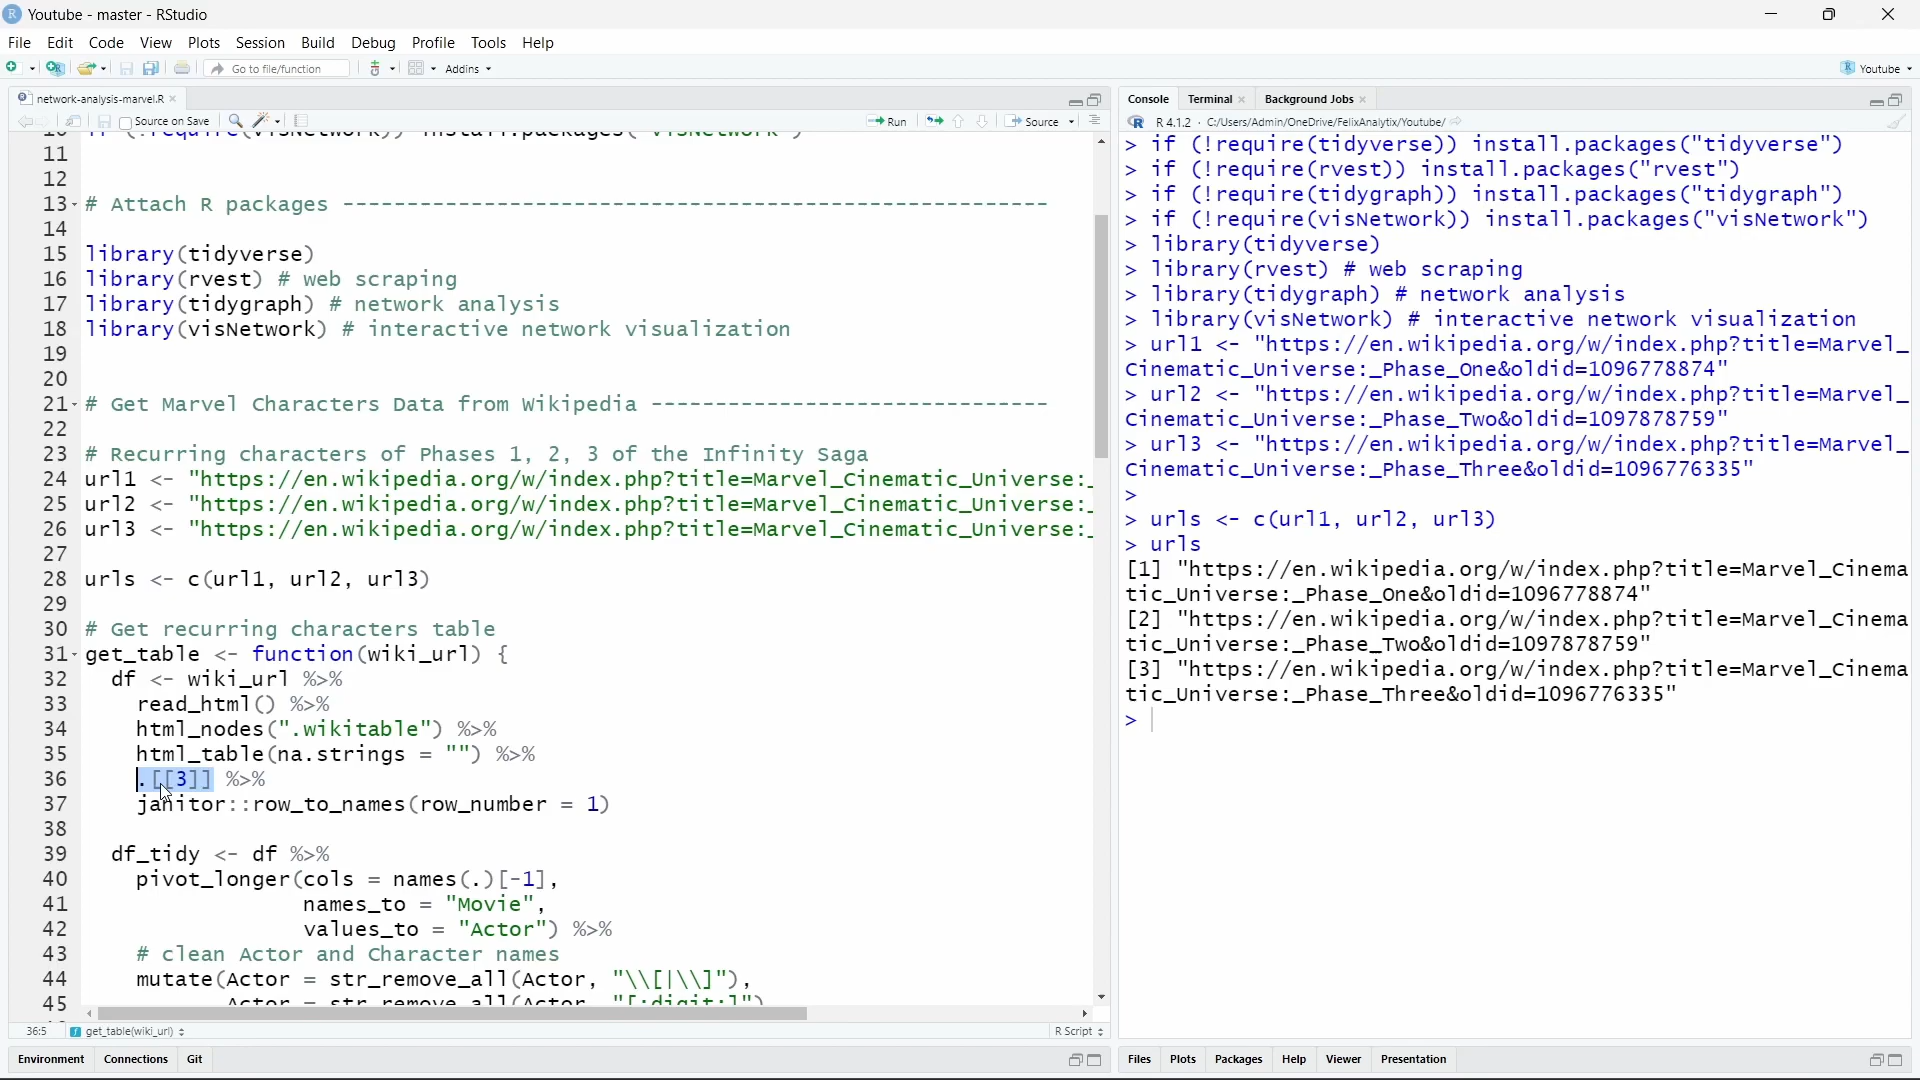 Youtube - master - RStudio
File Edit Code View Plots Session Build Debug Profile Tools Help
Go to file/function Addins Youtube
network-analysis-marvel.R
Source on Save Run Source
11
12
13 # Attach R packages -------------------------------------------------------
14
15 library(tidyverse)
16 library(rvest) # web scraping
17 library(tidygraph) # network analysis
18 library(visNetwork) # interactive network visualization
19
20
21 # Get Marvel Characters Data from Wikipedia -------------------------------
22
23 # Recurring characters of Phases 1, 2, 3 of the Infinity Saga
24 url1 <- "https://en.wikipedia.org/w/index.php?title=Marvel_Cinematic_Universe:_
25 url2 <- "https://en.wikipedia.org/w/index.php?title=Marvel_Cinematic_Universe:_
26 url3 <- "https://en.wikipedia.org/w/index.php?title=Marvel_Cinematic_Universe:_
27
28 urls <- c(url1, url2, url3)
29
30 # Get recurring characters table
31 get_table <- function(wiki_url) {
32 df <- wiki_url %>%
33 read_html() %>%
34 html_nodes(".wikitable") %>%
35 html_table(na.strings = "") %>%
36 .[[3]] %>%
37 janitor::row_to_names(row_number = 1)
38
39 df_tidy <- df %>%
40 pivot_longer(cols = names(.)[-1],
41 names_to = "Movie",
42 values_to = "Actor") %>%
43 # clean Actor and Character names
44 mutate(Actor = str_remove_all(Actor, "\\[|\\]"),
45 Actor = str_remove_all(Actor, "[:digit:]")
36:5 get_table(wiki_url) R Script
Environment Connections Git
Console Terminal Background Jobs
R 4.1.2 · C:/Users/Admin/OneDrive/FelixAnalytix/Youtube/
> if (!require(tidyverse)) install.packages("tidyverse")
> if (!require(rvest)) install.packages("rvest")
> if (!require(tidygraph)) install.packages("tidygraph")
> if (!require(visNetwork)) install.packages("visNetwork")
> library(tidyverse)
> library(rvest) # web scraping
> library(tidygraph) # network analysis
> library(visNetwork) # interactive network visualization
> url1 <- "https://en.wikipedia.org/w/index.php?title=Marvel_
Cinematic_Universe:_Phase_One&oldid=1096778874"
> url2 <- "https://en.wikipedia.org/w/index.php?title=Marvel_
Cinematic_Universe:_Phase_Two&oldid=1097878759"
> url3 <- "https://en.wikipedia.org/w/index.php?title=Marvel_
Cinematic_Universe:_Phase_Three&oldid=1096776335"
>
> urls <- c(url1, url2, url3)
> urls
[1] "https://en.wikipedia.org/w/index.php?title=Marvel_Cinema
tic_Universe:_Phase_One&oldid=1096778874"
[2] "https://en.wikipedia.org/w/index.php?title=Marvel_Cinema
tic_Universe:_Phase_Two&oldid=1097878759"
[3] "https://en.wikipedia.org/w/index.php?title=Marvel_Cinema
tic_Universe:_Phase_Three&oldid=1096776335"
>
Files Plots Packages Help Viewer Presentation